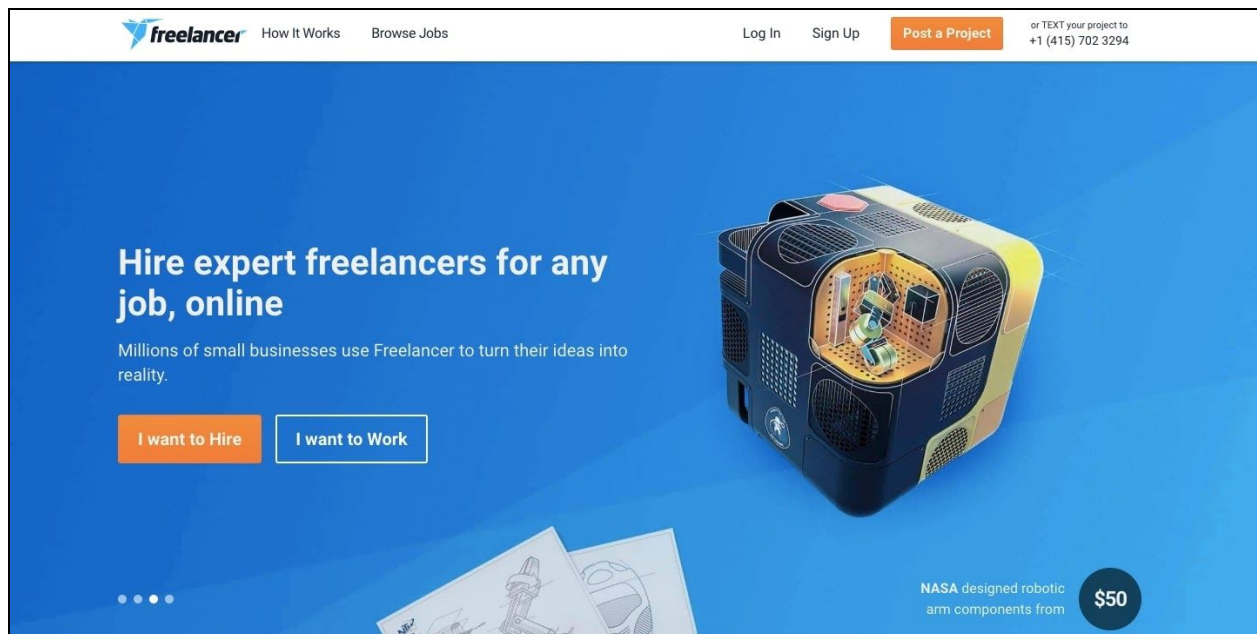 freelancer How It Works Browse Jobs Log In Sign Up Post a Project
or TEXT your project to
+1 (415) 702 3294
Hire expert freelancers for any
job, online
Millions of small businesses use Freelancer to turn their ideas into
reality.
I want to Hire I want to Work
NASA designed robotic
arm components from
$50